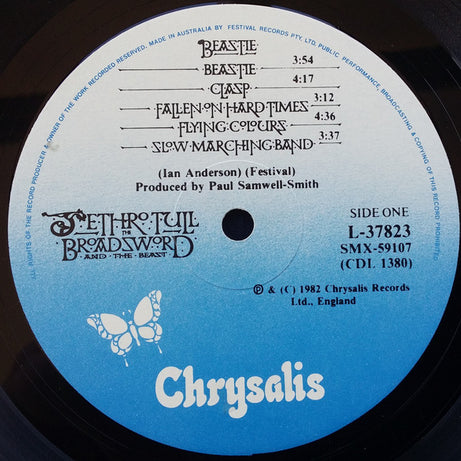 ALL RIGHTS OF THE RECORD PRODUCER & OWNER OF THE WORK RECORDED RESERVED. MADE IN AUSTRALIA BY FESTIVAL RECORDS PTY. LTD. PUBLIC PERFORMANCE, BROADCASTING & COPYING OF THIS RECORD PROHIBITED.
BEASTIE
BEASTIE 3:54
CLASP 4:17
FALLEN ON HARD TIMES 3:12
FLYING COLOURS 4:36
SLOW MARCHING BAND 3:37
(Ian Anderson) (Festival)
Produced by Paul Samwell-Smith
JETHRO TULL
THE
BROADSWORD
AND THE BEAST
SIDE ONE
L-37823
SMX-59107
(CDL 1380)
℗ & (C) 1982 Chrysalis Records
Ltd., England
Chrysalis